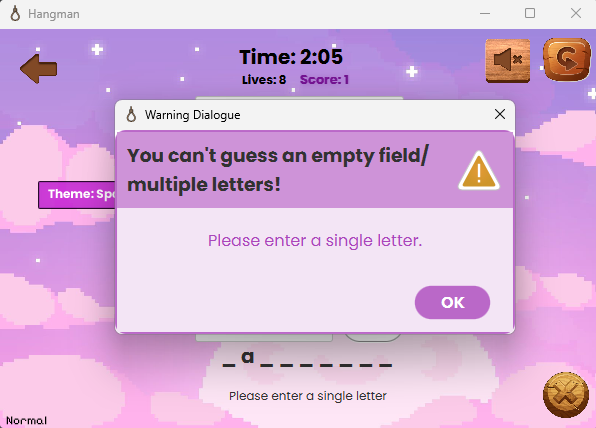 Hangman
Time: 2:05
Lives: 8 Score: 1
Warning Dialogue
You can't guess an empty field/
multiple letters!
Theme: Sp
Please enter a single letter.
OK
_ a _ _ _ _ _ _ _
Please enter a single letter
Normal